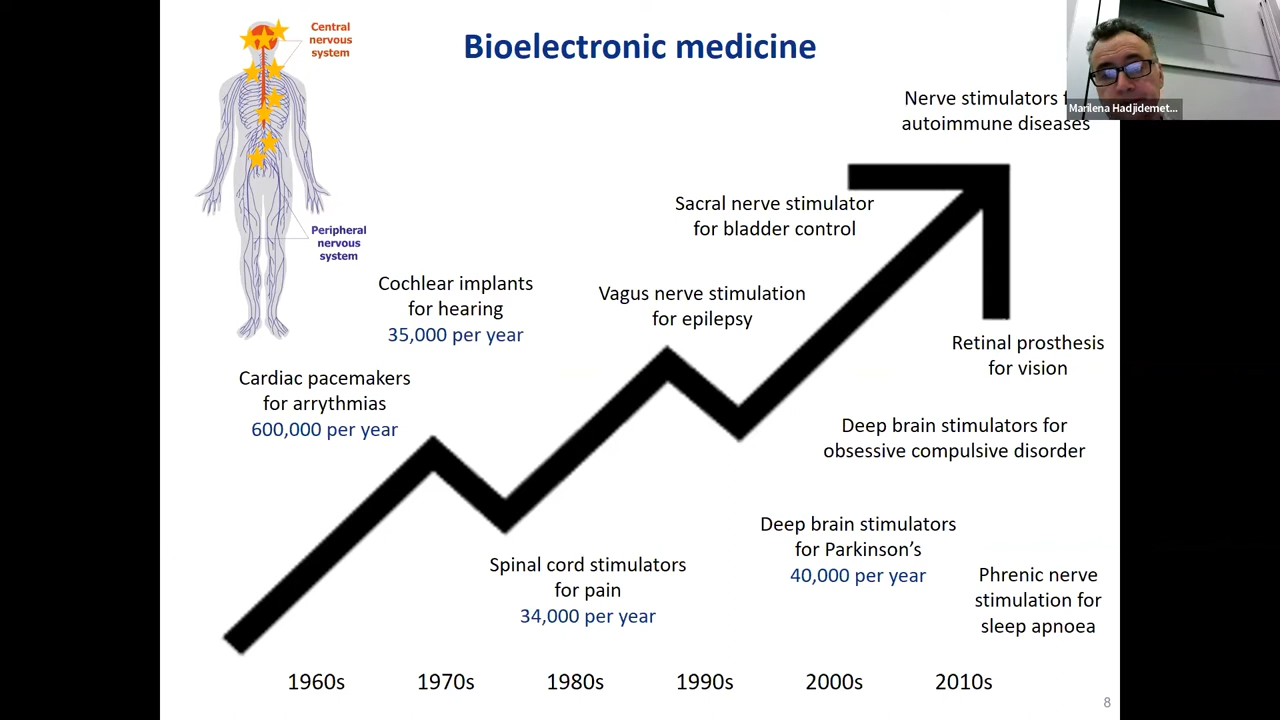 Central
nervous
system
Bioelectronic medicine
Marilena Hadjidemet...
Nerve stimulators
autoimmune diseases
Sacral nerve stimulator
for bladder control
Peripheral
nervous
system
Cochlear implants
for hearing
35,000 per year
Vagus nerve stimulation
for epilepsy
Retinal prosthesis
for vision
Cardiac pacemakers
for arrythmias
600,000 per year
Deep brain stimulators for
obsessive compulsive disorder
Deep brain stimulators
for Parkinson’s
40,000 per year
Spinal cord stimulators
for pain
34,000 per year
Phrenic nerve
stimulation for
sleep apnoea
1960s 1970s 1980s 1990s 2000s 2010s
8